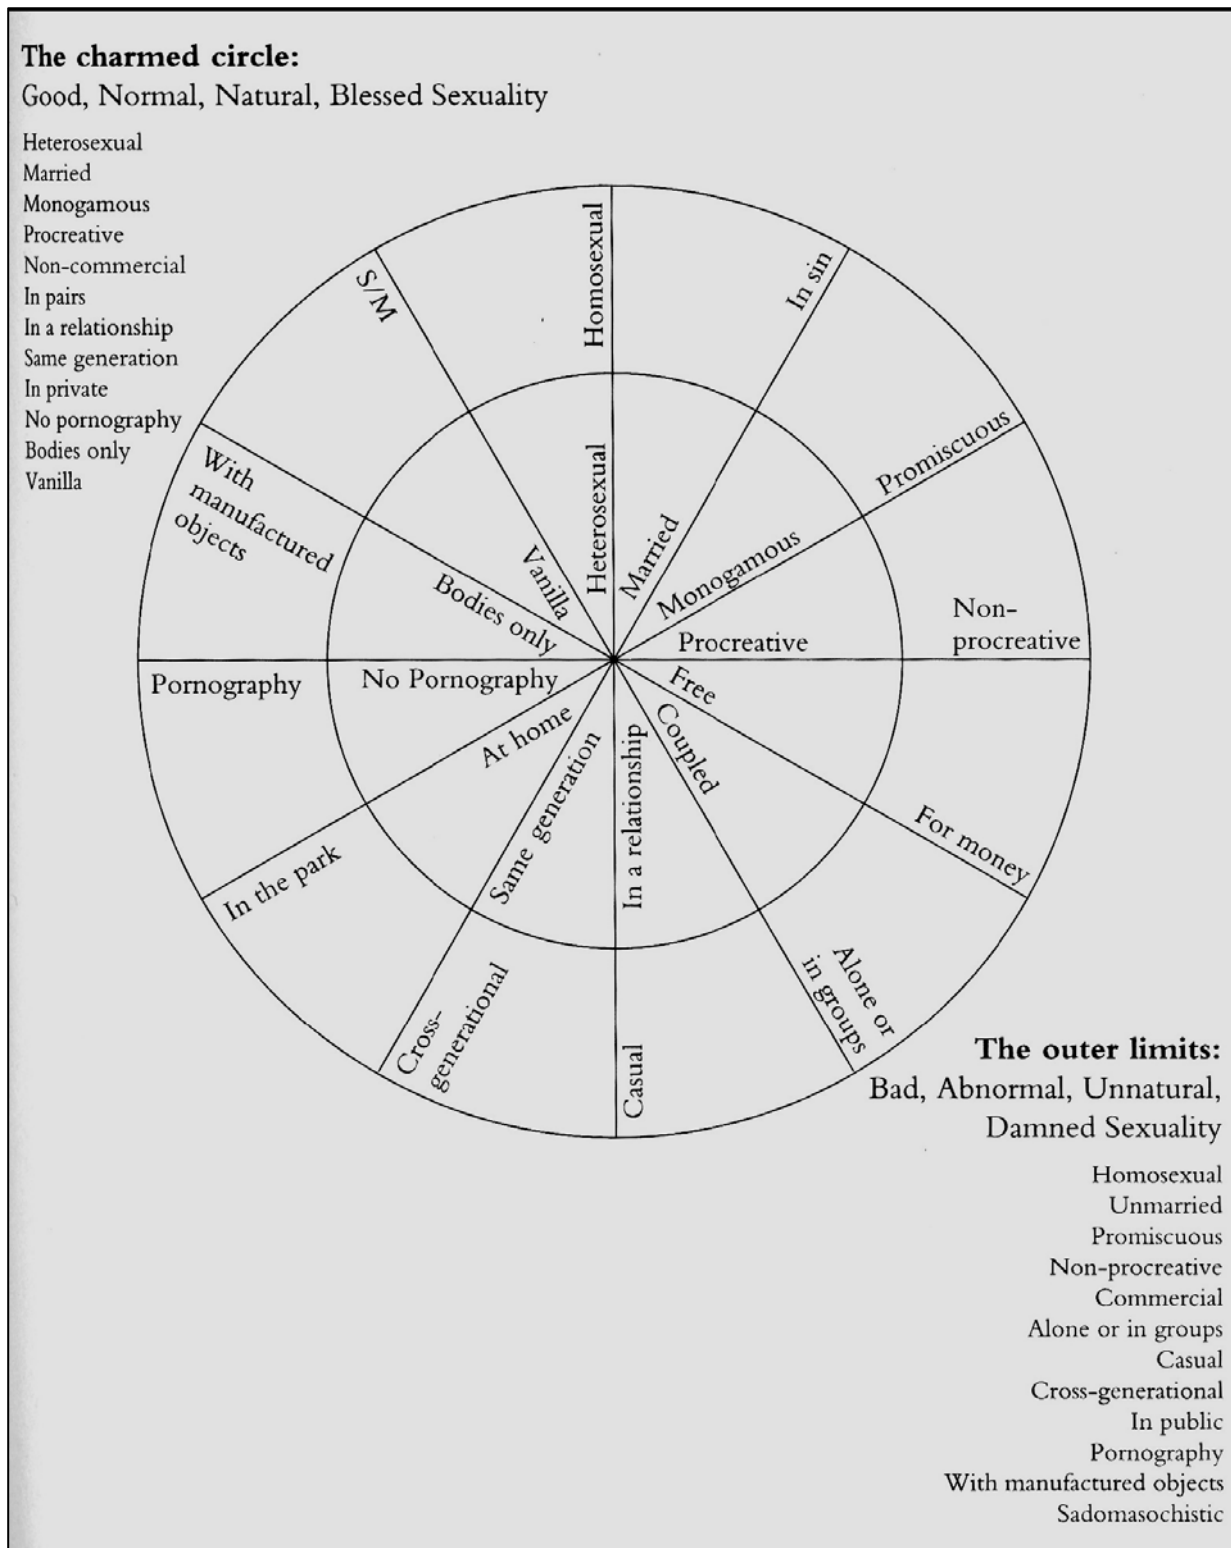 The charmed circle:
Good, Normal, Natural, Blessed Sexuality
Heterosexual
Married
Monogamous
Procreative
Non-commercial
In pairs
In a relationship
Same generation
In private
No pornography
Bodies only
Vanilla
Homosexual
In sin
Promiscuous
Non-
procreative
For money
Alone or
in groups
Casual
Cross-
generational
In the park
Pornography
With
manufactured
objects
S/M
Heterosexual
Married
Monogamous
Procreative
Free
Coupled
In a relationship
Same generation
At home
No Pornography
Bodies only
Vanilla
The outer limits:
Bad, Abnormal, Unnatural,
Damned Sexuality
Homosexual
Unmarried
Promiscuous
Non-procreative
Commercial
Alone or in groups
Casual
Cross-generational
In public
Pornography
With manufactured objects
Sadomasochistic